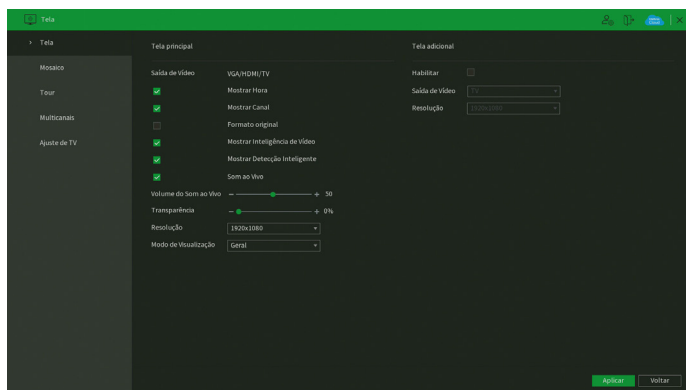 Tela
Tela
Mosaico
Tour
Multicanais
Ajuste de TV
Tela principal
Saída de Vídeo VGA/HDMI/TV
Mostrar Hora
Mostrar Canal
Formato original
Mostrar Inteligência de Vídeo
Mostrar Detecção Inteligente
Som ao Vivo
Volume do Som ao Vivo 50
Transparência 0%
Resolução 1920x1080
Modo de Visualização Geral
Tela adicional
Habilitar
Saída de Vídeo TV
Resolução 1920x1080
Aplicar Voltar